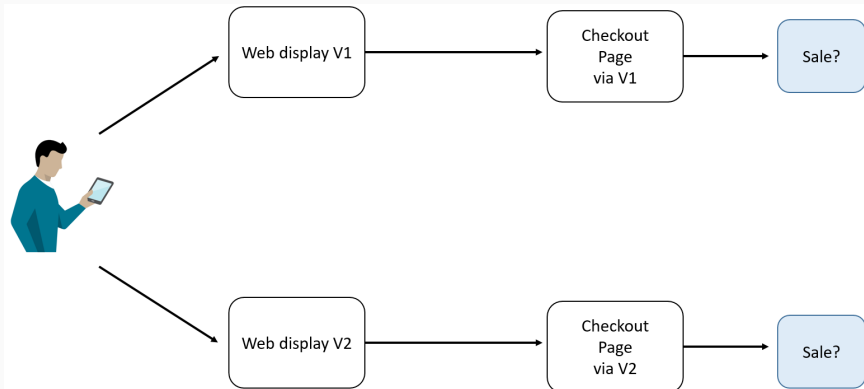 Web display V1
Checkout
Page
via V1
Sale?
Web display V2
Checkout
Page
via V2
Sale?